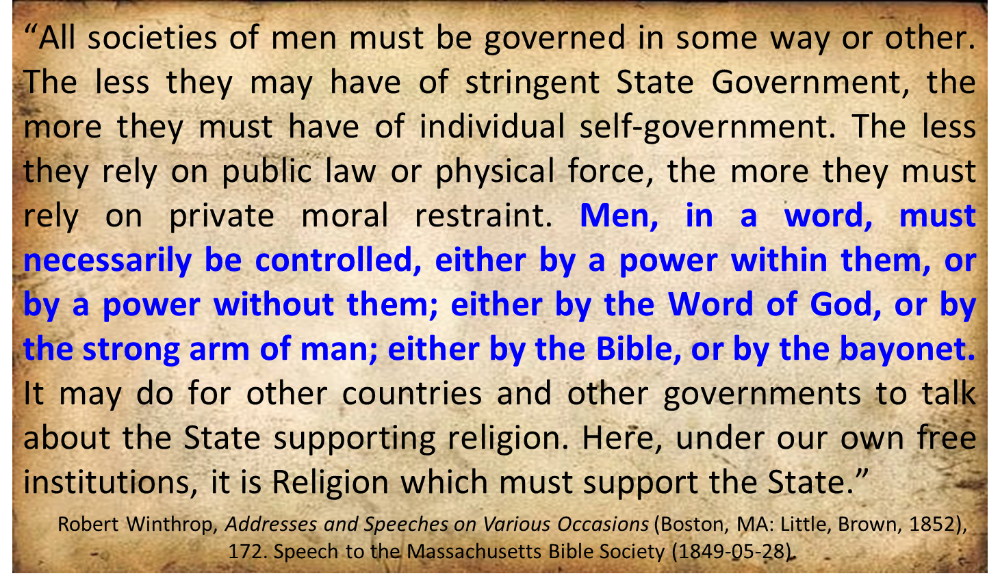 “All societies of men must be governed in some way or other.
The less they may have of stringent State Government, the
more they must have of individual self-government. The less
they rely on public law or physical force, the more they must
rely on private moral restraint. Men, in a word, must
necessarily be controlled, either by a power within them, or
by a power without them; either by the Word of God, or by
the strong arm of man; either by the Bible, or by the bayonet.
It may do for other countries and other governments to talk
about the State supporting religion. Here, under our own free
institutions, it is Religion which must support the State.”
Robert Winthrop, Addresses and Speeches on Various Occasions (Boston, MA: Little, Brown, 1852),
172. Speech to the Massachusetts Bible Society (1849-05-28).